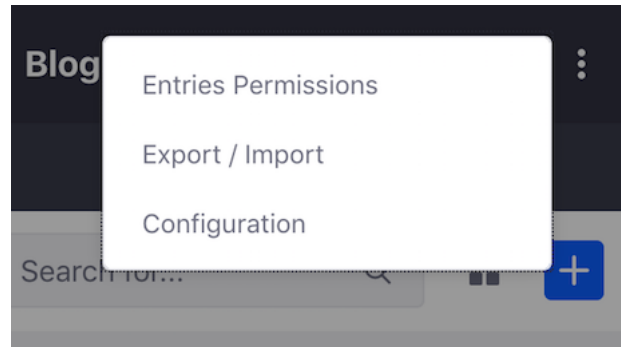 Blog
Entries Permissions
Export / Import
Configuration
Search for...